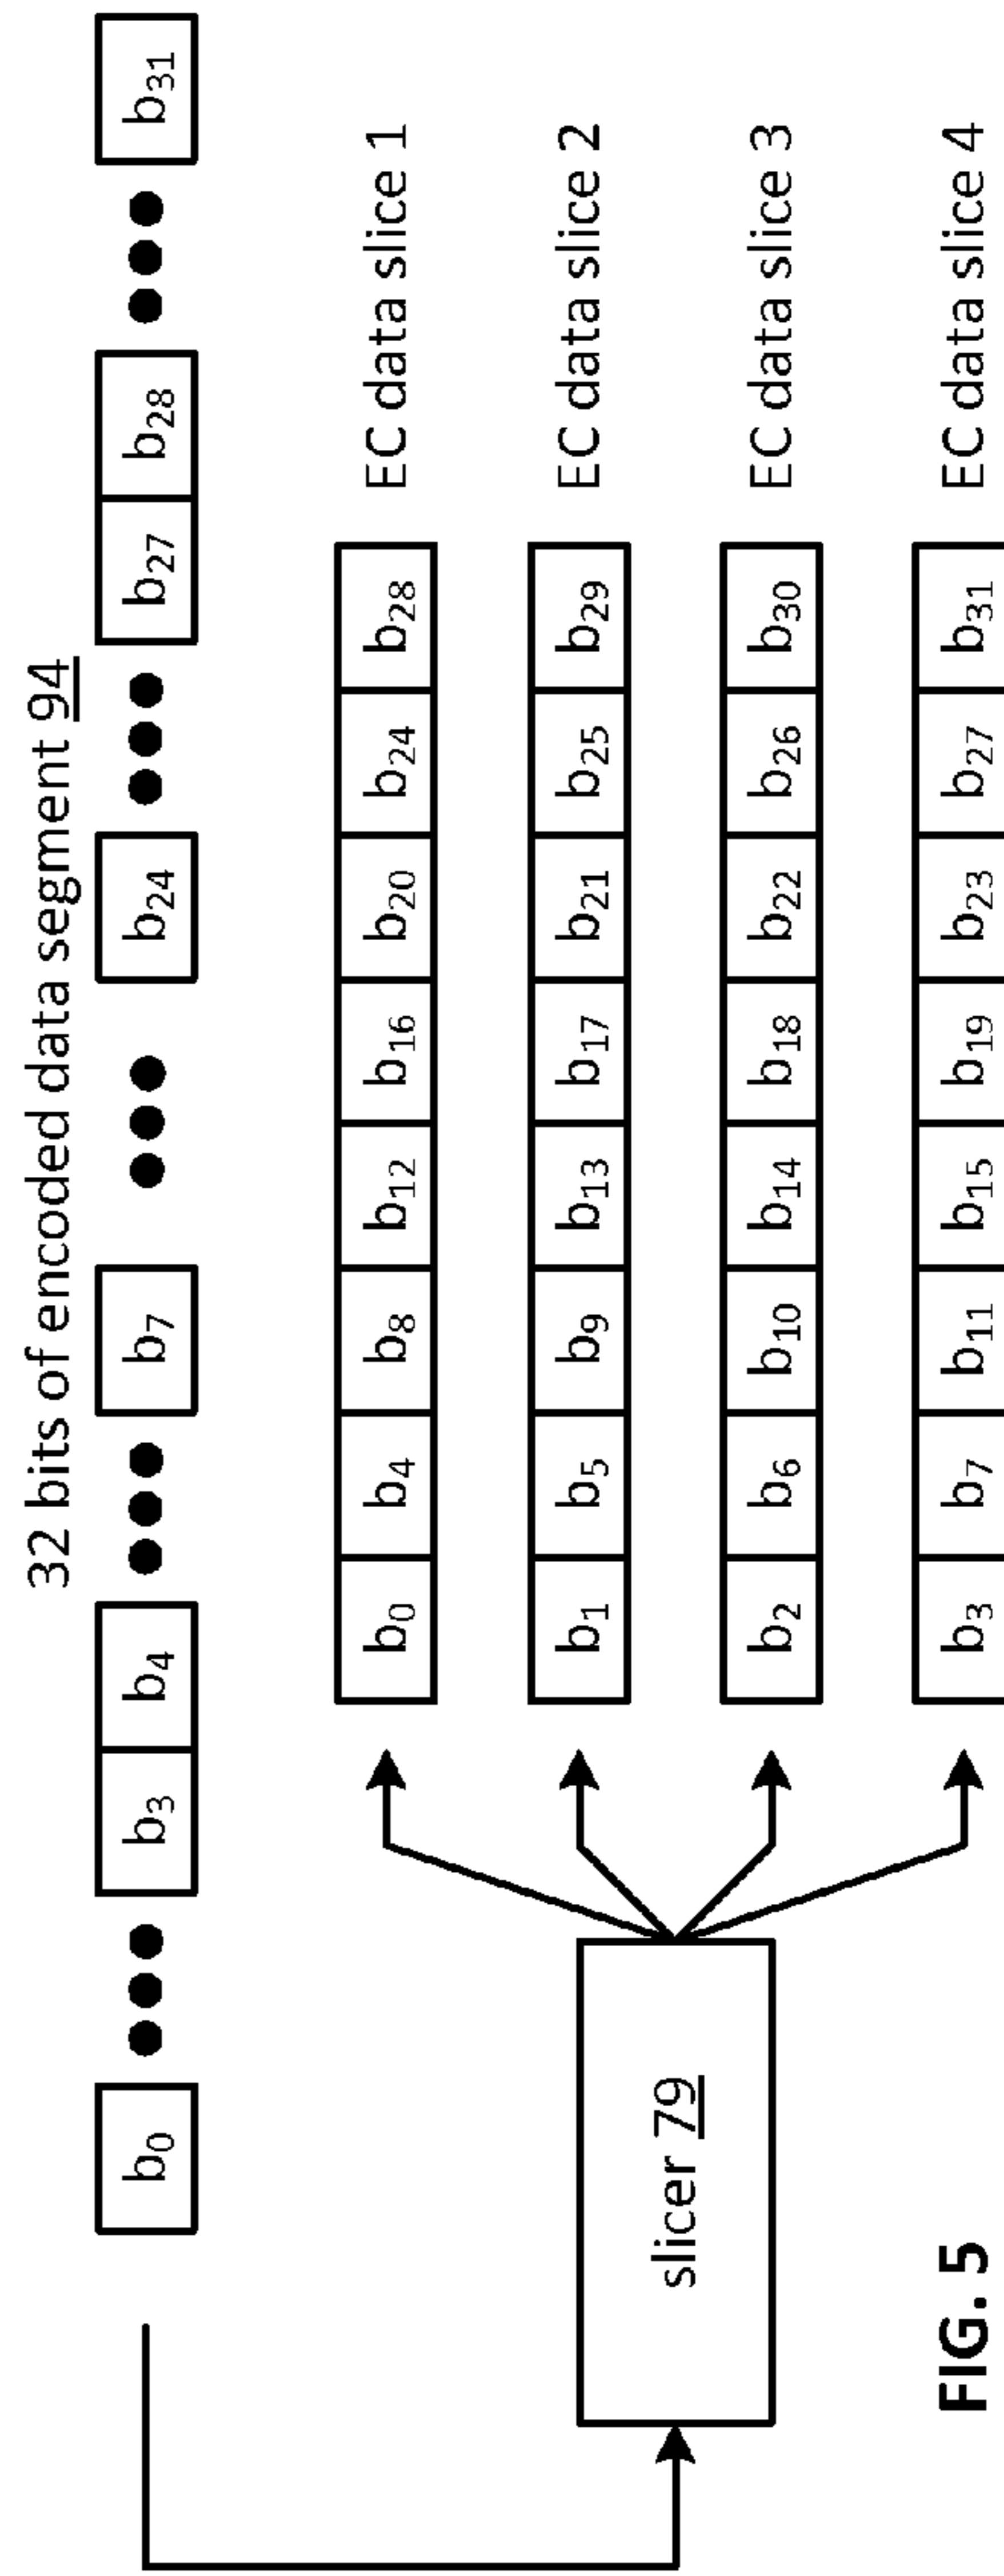 32 bits of encoded data segment 94
b0 b3 b4 b7 b24 b27 b28 b31
b0 b4 b8 b12 b16 b20 b24 b28 EC data slice 1
b1 b5 b9 b13 b17 b21 b25 b29 EC data slice 2
slicer 79
b2 b6 b10 b14 b18 b22 b26 b30 EC data slice 3
b3 b7 b11 b15 b19 b23 b27 b31 EC data slice 4
FIG. 5